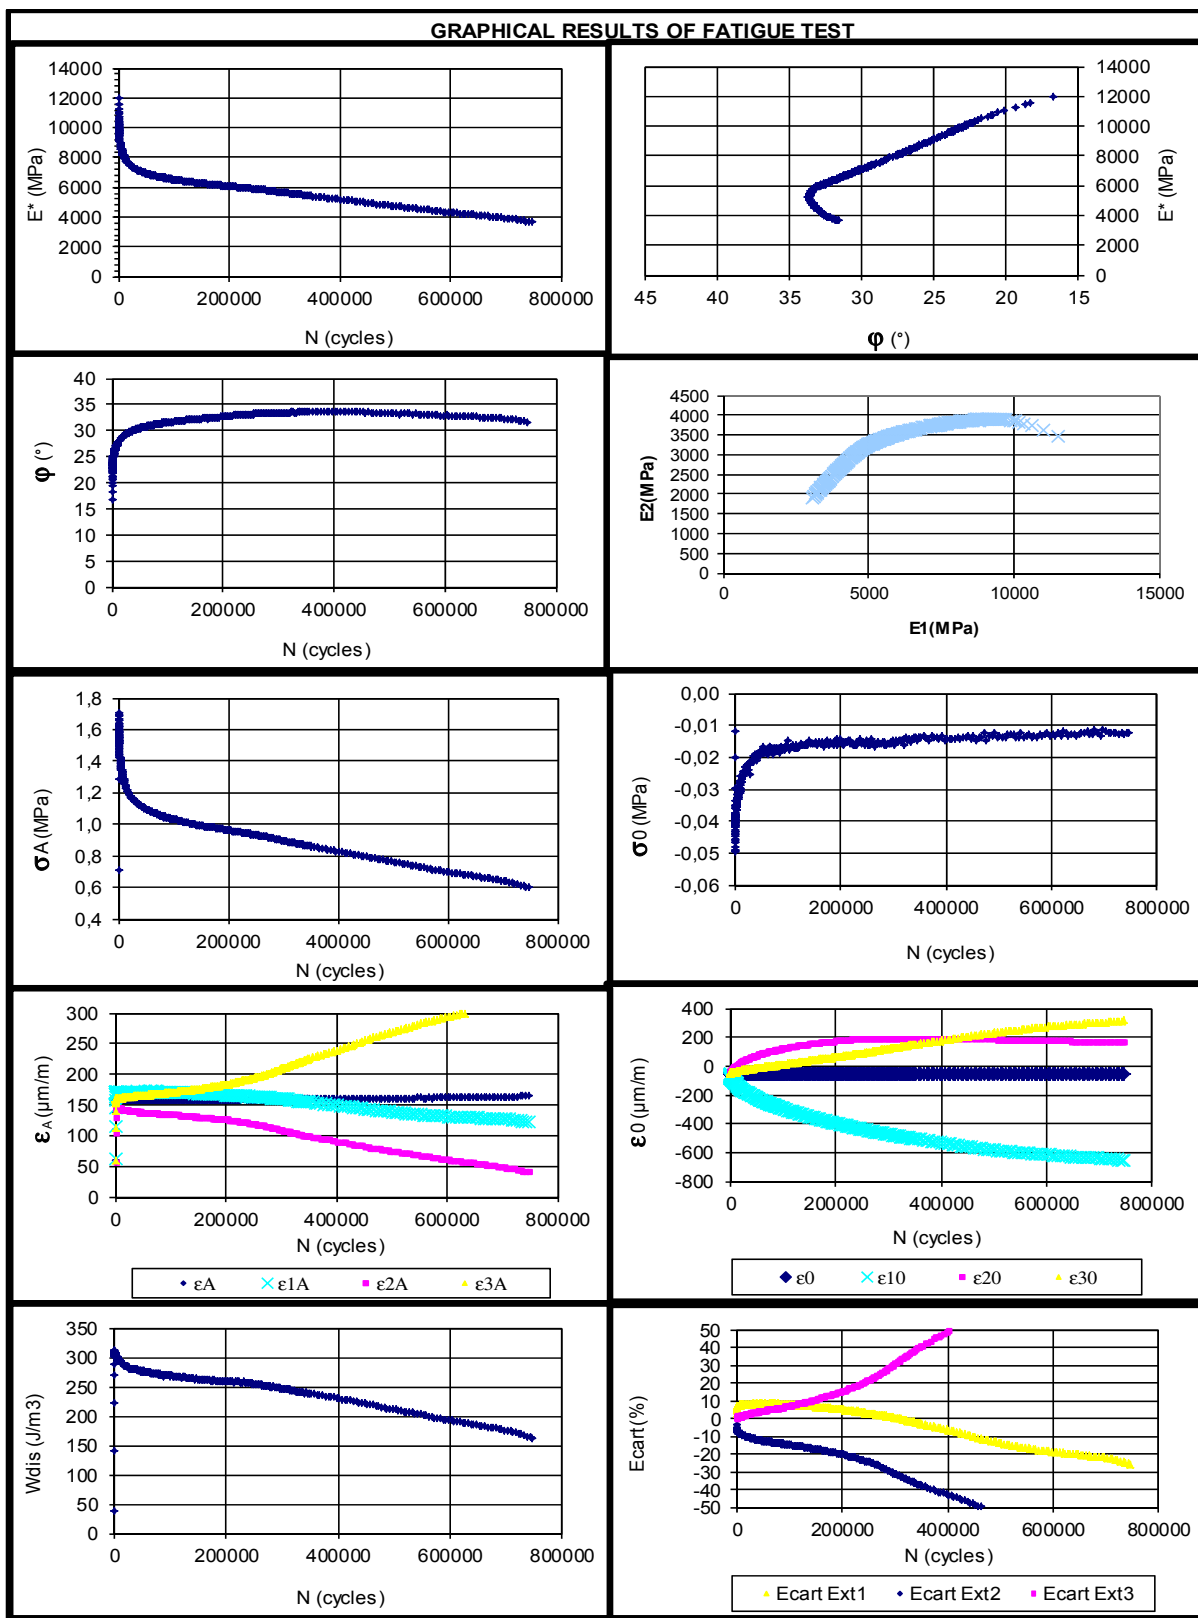 GRAPHICAL RESULTS OF FATIGUE TEST
14000
12000
10000
8000
6000
4000
2000
0
E* (MPa)
0 200000 400000 600000 800000
N (cycles)
14000
12000
10000
8000
6000
4000
2000
0
E* (MPa)
45 40 35 30 25 20 15
φ (°)
40
35
30
25
20
15
10
5
0
φ (°)
0 200000 400000 600000 800000
N (cycles)
4500
4000
3500
3000
2500
2000
1500
1000
500
0
E2(MPa)
0 5000 10000 15000
E1(MPa)
1,8
1,6
1,4
1,2
1,0
0,8
0,6
0,4
σA (MPa)
0 200000 400000 600000 800000
N (cycles)
0,00
-0,01
-0,02
-0,03
-0,04
-0,05
-0,06
σ0 (MPa)
0 200000 400000 600000 800000
N (cycles)
300
250
200
150
100
50
0
εA (µm/m)
0 200000 400000 600000 800000
N (cycles)
εA ε1A ε2A ε3A
400
200
0
-200
-400
-600
-800
ε0 (µm/m)
0 200000 400000 600000 800000
N (cycles)
ε0 ε10 ε20 ε30
350
300
250
200
150
100
50
0
Wdis (J/m3)
0 200000 400000 600000 800000
N (cycles)
50
40
30
20
10
0
-10
-20
-30
-40
-50
Ecart (%)
0 200000 400000 600000 800000
N (cycles)
Ecart Ext1 Ecart Ext2 Ecart Ext3